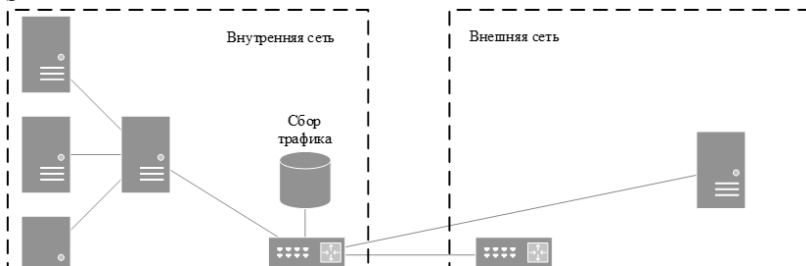 Внутренняя сеть
Внешняя сеть
Сбор
трафика